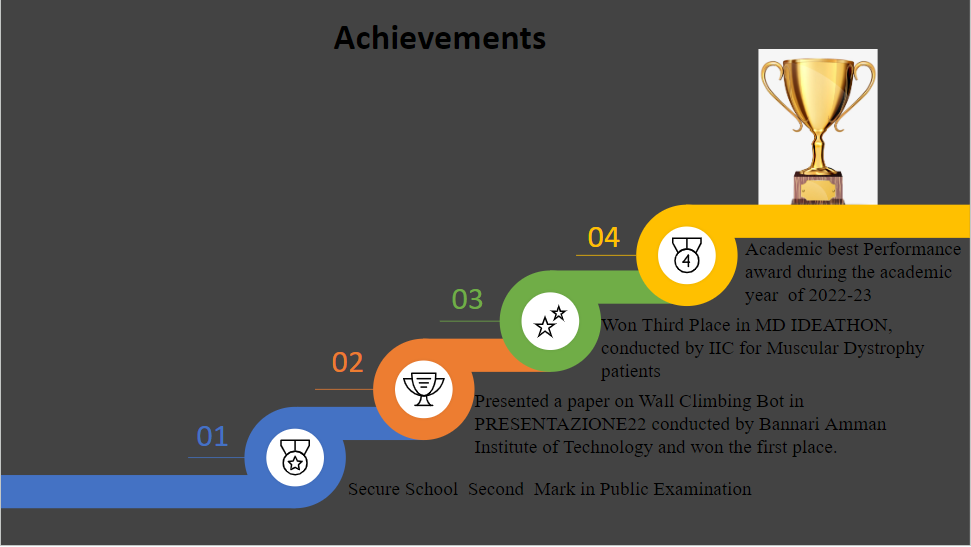 Achievements
04
4
Academic best Performance
award during the academic
year of 2022-23
03
Won Third Place in MD IDEATHON,
conducted by IIC for Muscular Dystrophy
patients
02
Presented a paper on Wall Climbing Bot in
PRESENTAZIONE22 conducted by Bannari Amman
Institute of Technology and won the first place.
01
Secure School Second Mark in Public Examination